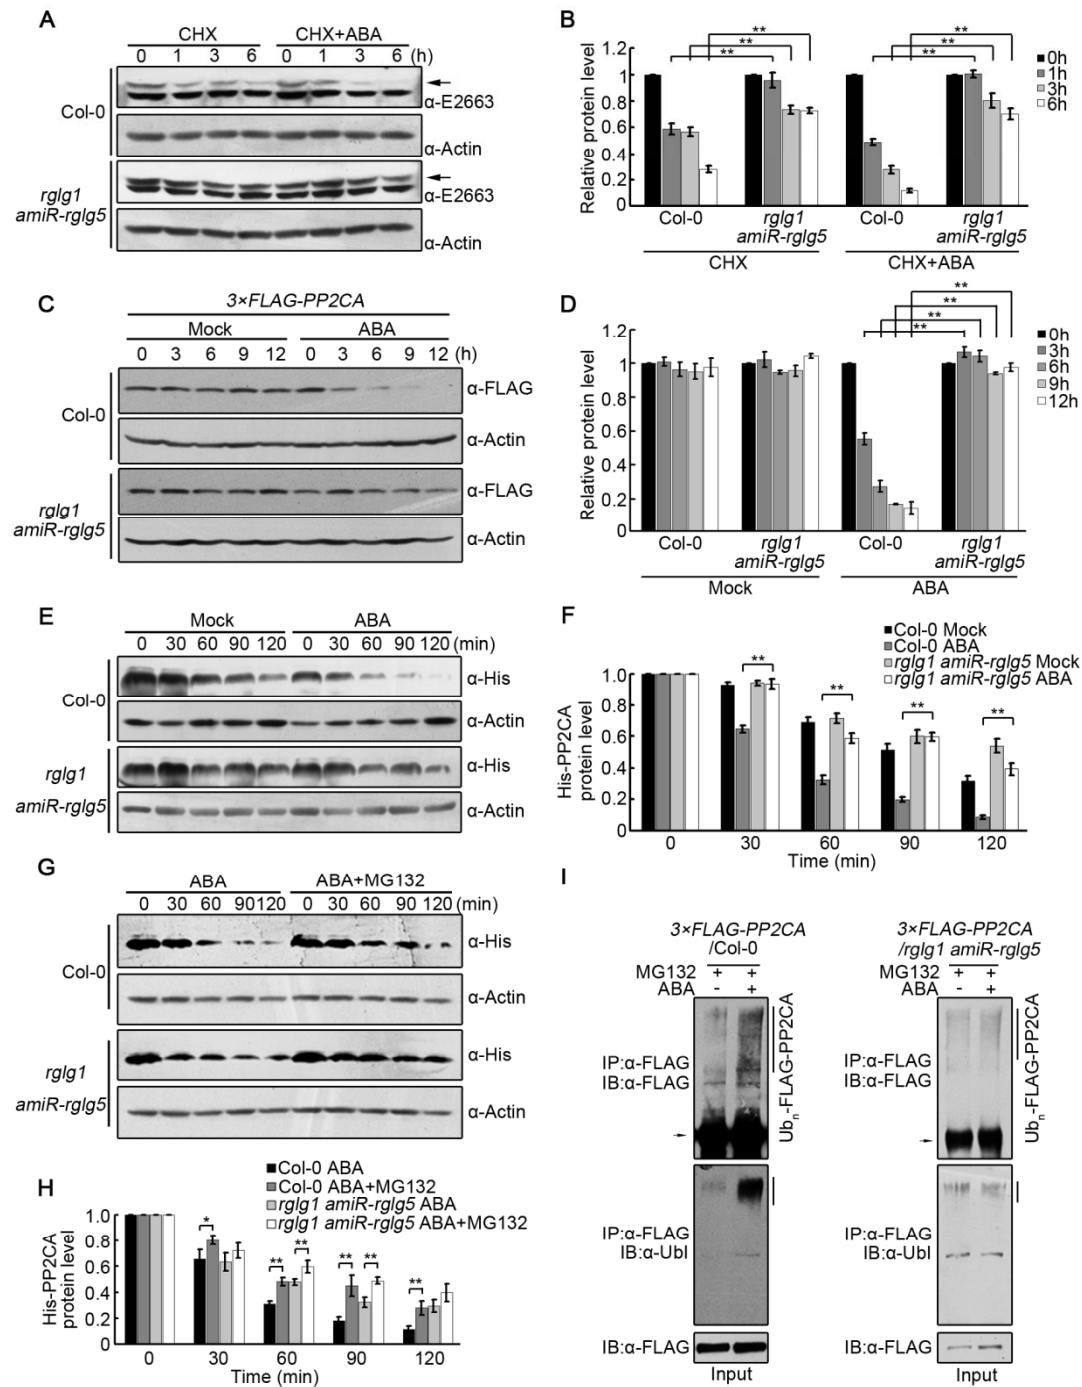 A
CHX CHX+ABA
0 1 3 6 0 1 3 6 (h)
Col-0
α-E2663
α-Actin
rglg1
amiR-rglg5
α-E2663
α-Actin
B
** **
** **
** **
Relative protein level
1.2
1
0.8
0.6
0.4
0.2
0
0h
1h
3h
6h
Col-0 rglg1 Col-0 rglg1
amiR-rglg5 amiR-rglg5
CHX CHX+ABA
C
3×FLAG-PP2CA
Mock ABA
0 3 6 9 12 0 3 6 9 12 (h)
Col-0
α-FLAG
α-Actin
rglg1
amiR-rglg5
α-FLAG
α-Actin
D
**
**
**
**
Relative protein level
1.2
1
0.8
0.6
0.4
0.2
0
0h
3h
6h
9h
12h
Col-0 rglg1 Col-0 rglg1
amiR-rglg5 amiR-rglg5
Mock ABA
E
Mock ABA
0 30 60 90 120 0 30 60 90 120 (min)
Col-0
α-His
α-Actin
rglg1
amiR-rglg5
α-His
α-Actin
F
Col-0 Mock
Col-0 ABA
rglg1 amiR-rglg5 Mock
rglg1 amiR-rglg5 ABA
His-PP2CA
protein level
1.0
0.8
0.6
0.4
0.2
0
** ** ** **
0 30 60 90 120
Time (min)
G
ABA ABA+MG132
0 30 60 90 120 0 30 60 90 120 (min)
Col-0
α-His
α-Actin
rglg1
amiR-rglg5
α-His
α-Actin
H
Col-0 ABA
Col-0 ABA+MG132
rglg1 amiR-rglg5 ABA
rglg1 amiR-rglg5 ABA+MG132
His-PP2CA
protein level
1.0
0.8
0.6
0.4
0.2
0
* ** ** ** ** **
0 30 60 90 120
Time (min)
I
3×FLAG-PP2CA
/Col-0
MG132 + +
ABA - +
IP:α-FLAG
IB:α-FLAG
Ubn-FLAG-PP2CA
IP:α-FLAG
IB:α-UbI
IB:α-FLAG
Input
3×FLAG-PP2CA
/rglg1 amiR-rglg5
MG132 + +
ABA - +
IP:α-FLAG
IB:α-FLAG
Ubn-FLAG-PP2CA
IP:α-FLAG
IB:α-UbI
IB:α-FLAG
Input